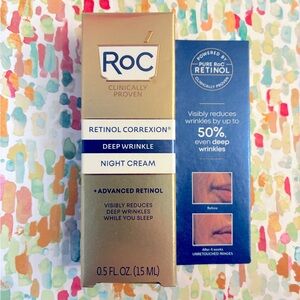 RoC
CLINICALLY
PROVEN
RETINOL CORREXION®
DEEP WRINKLE
NIGHT CREAM
+ ADVANCED RETINOL
VISIBLY REDUCES
DEEP WRINKLES
WHILE YOU SLEEP
0.5 FL. OZ. (15 ML)
POWERED BY
PURE RoC
RETINOL
CLINICALLY PROVEN
Visibly reduces
wrinkles by up to
50%,
even deep
wrinkles
Before
After 4 weeks
UNRETOUCHED IMAGES